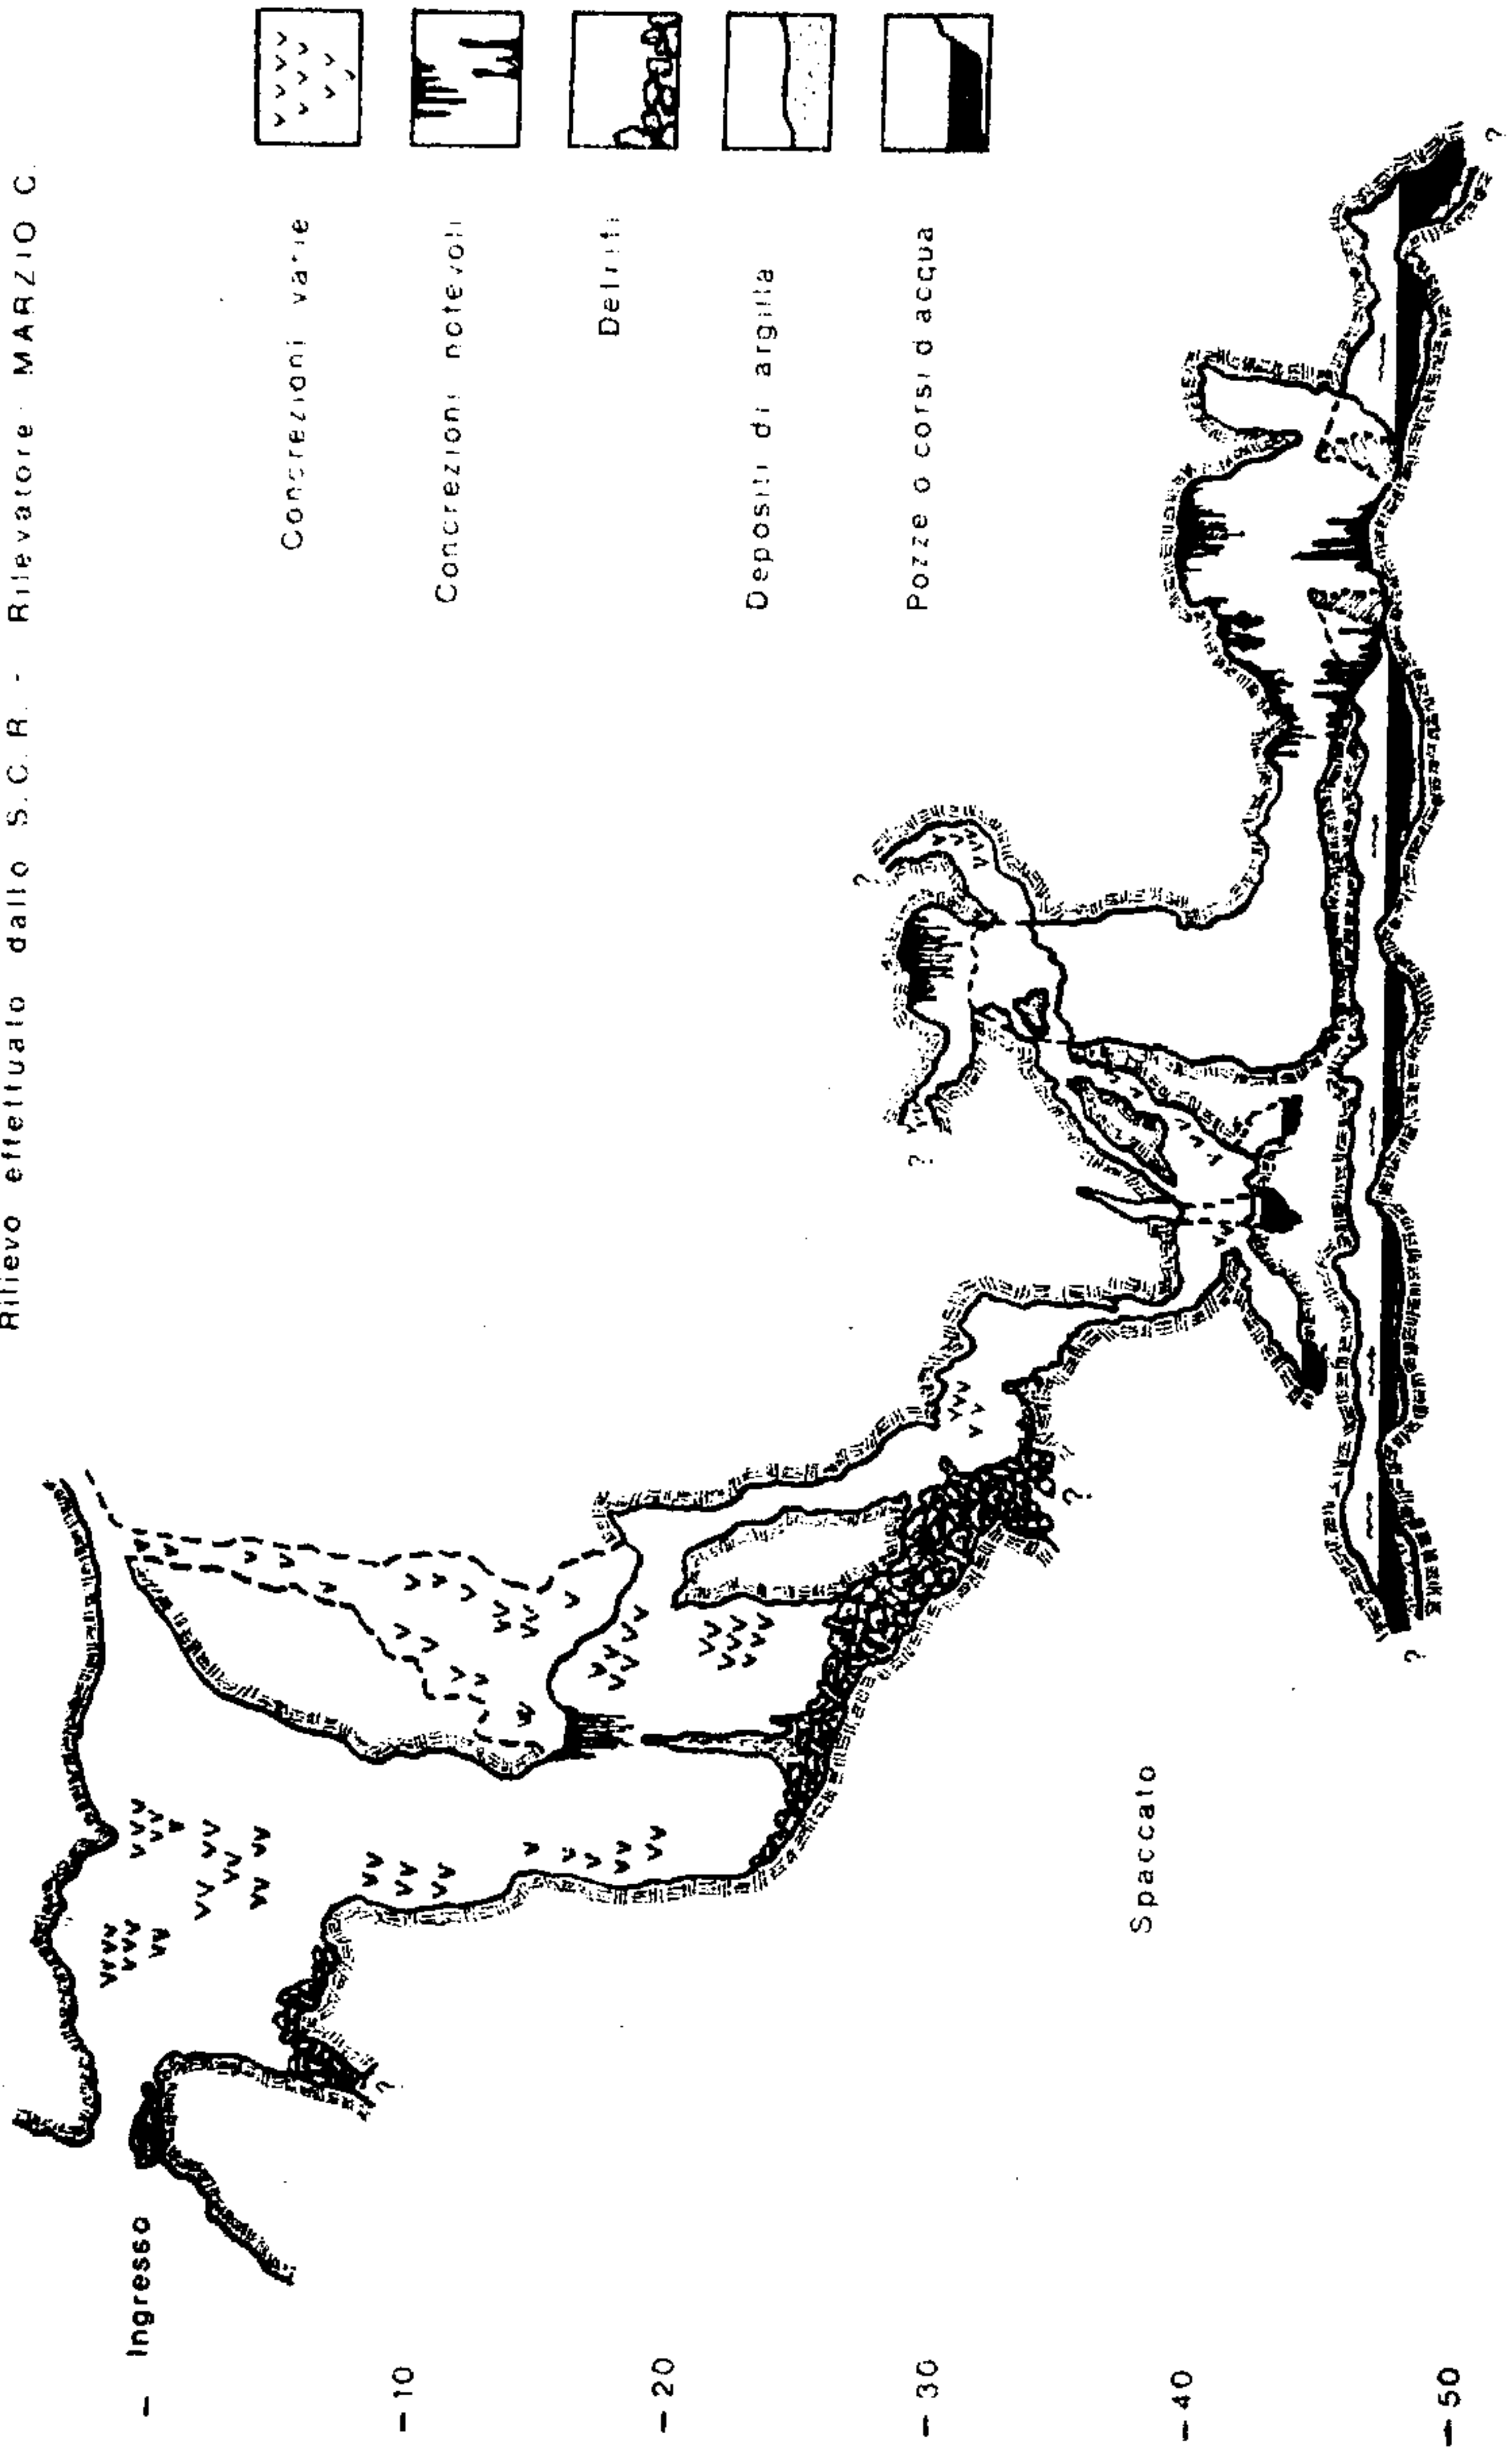 Rilievo effettuato dallo S.C.R. - Rilevatore: MARZIO C.
Concrezioni varie
Concrezioni notevoli
Detriti
Depositi di argilla
Pozze o corsi d acqua
- Ingresso
- 10
- 20
- 30
- 40
- 50
?
?
?
?
?
?
Spaccato